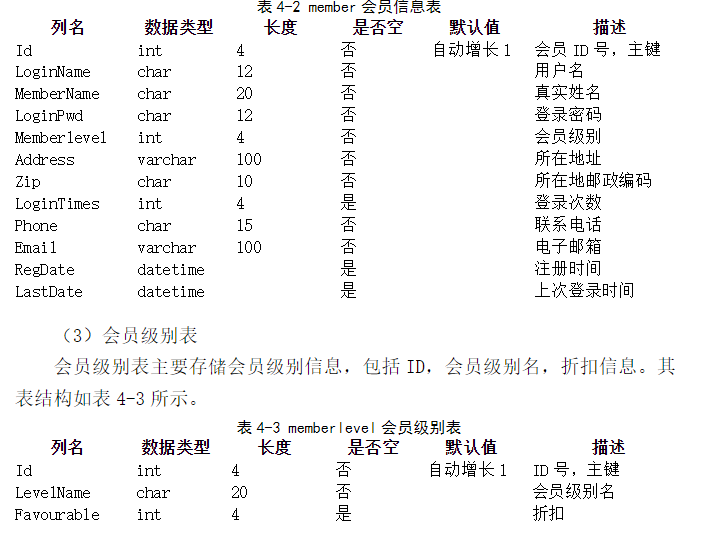 表 4-2 member 会员信息表
列名 数据类型 长度 是否空 默认值 描述
Id int 4 否 自动增长 1 会员 ID 号，主键
LoginName char 12 否 用户名
MemberName char 20 否 真实姓名
LoginPwd char 12 否 登录密码
Memberlevel int 4 否 会员级别
Address varchar 100 否 所在地址
Zip char 10 否 所在地邮政编码
LoginTimes int 4 是 登录次数
Phone char 15 否 联系电话
Email varchar 100 否 电子邮箱
RegDate datetime 是 注册时间
LastDate datetime 是 上次登录时间
（3）会员级别表
会员级别表主要存储会员级别信息，包括 ID，会员级别名，折扣信息。其
表结构如表 4-3 所示。
表 4-3 memberlevel 会员级别表
列名 数据类型 长度 是否空 默认值 描述
Id int 4 否 自动增长 1 ID 号，主键
LevelName char 20 否 会员级别名
Favourable int 4 是 折扣